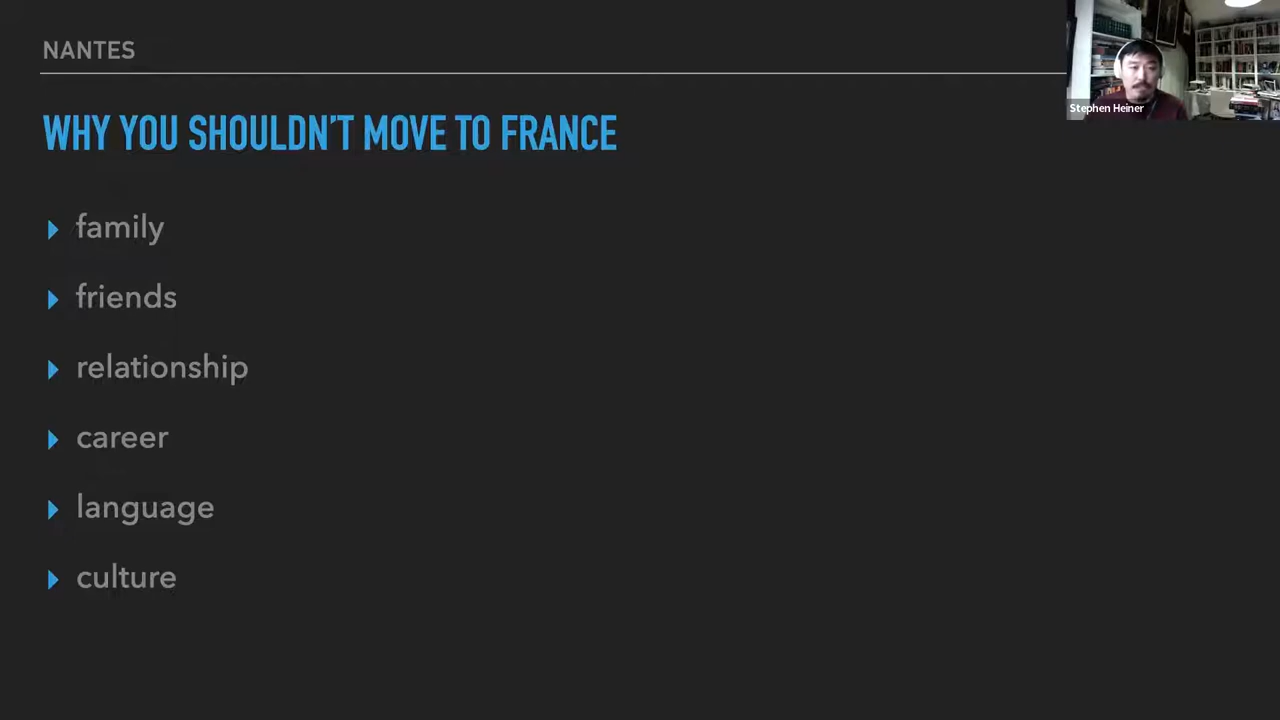 NANTES
WHY YOU SHOULDN'T MOVE TO FRANCE
family
friends
relationship
career
language
culture
Stephen Heiner